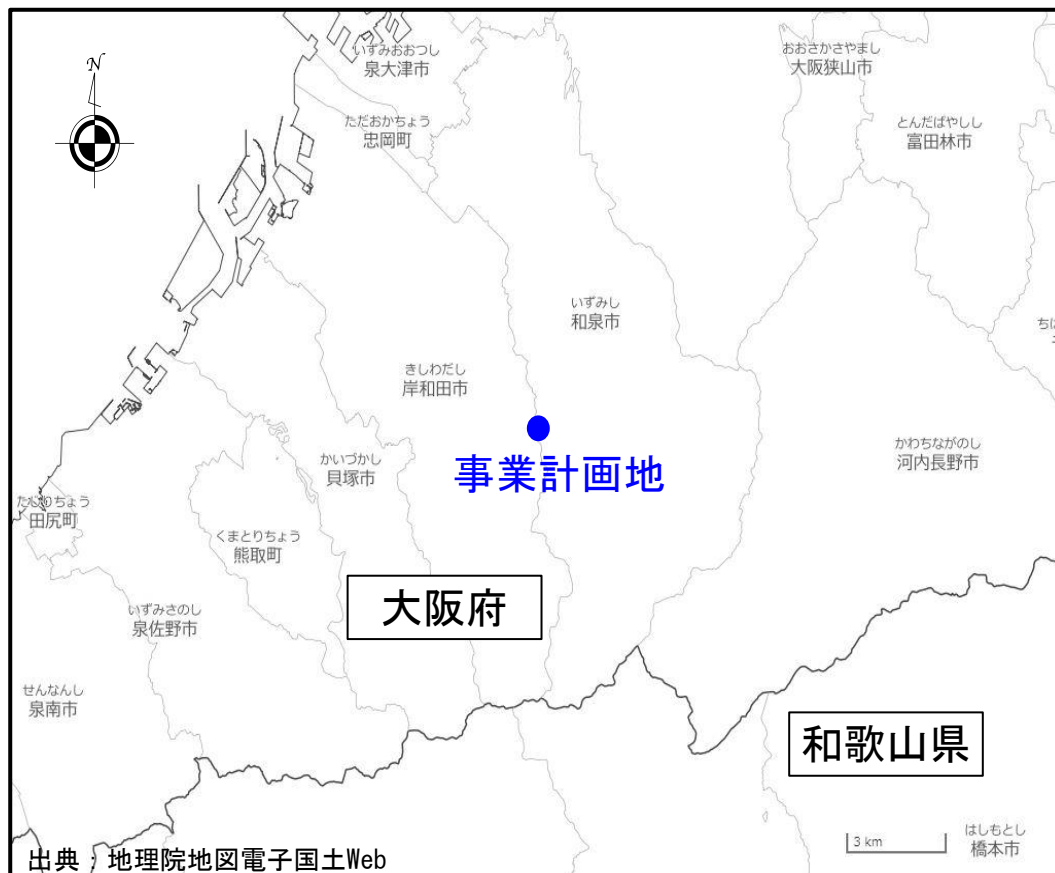 N
いずみおおつし
泉大津市
ただおかちょう
忠岡町
おおさかさやまし
大阪狭山市
とんだばやしし
富田林市
いずみし
和泉市
きしわだし
岸和田市
かいづかし
貝塚市
くまとりちょう
熊取町
たじりちょう
田尻町
いずみさのし
泉佐野市
せんなんし
泉南市
かわちながのし
河内長野市
事業計画地
大阪府
和歌山県
はしもとし
橋本市
3 km
出典:地理院地図電子国土Web